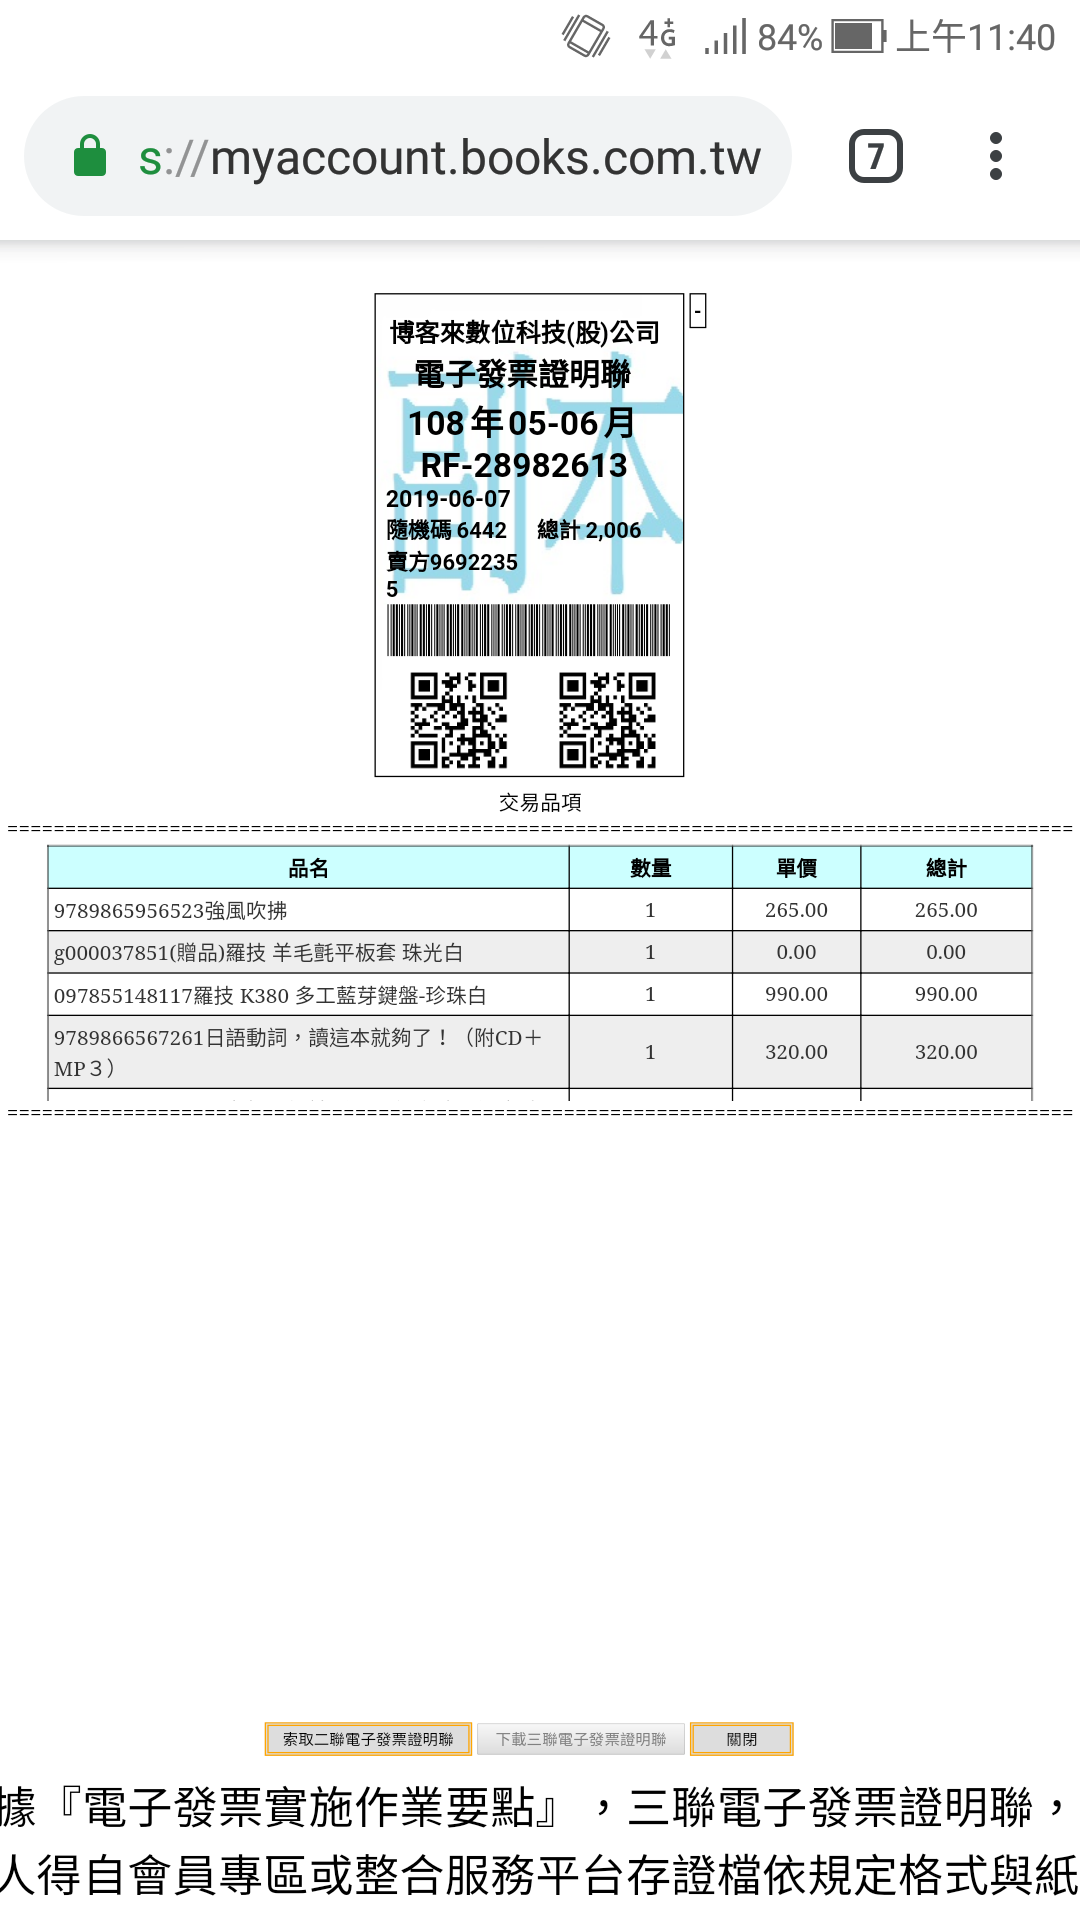 4G+ 84% 上午11:40
s://myaccount.books.com.tw 7
博客來數位科技(股)公司
-
電子發票證明聯
副本
108年05-06月
RF-28982613
2019-06-07
隨機碼 6442 總計 2,006
賣方9692235
5
交易品項
==========================================================================================
品名 數量 單價 總計
9789865956523強風吹拂 1 265.00 265.00
g000037851(贈品)羅技 羊毛氈平板套 珠光白 1 0.00 0.00
097855148117羅技 K380 多工藍芽鍵盤-珍珠白 1 990.00 990.00
9789866567261日語動詞，讀這本就夠了！（附CD＋
MP３） 1 320.00 320.00
==========================================================================================
索取二聯電子發票證明聯 下載三聯電子發票證明聯 關閉
據『電子發票實施作業要點』，三聯電子發票證明聯，
人得自會員專區或整合服務平台存證檔依規定格式與紙